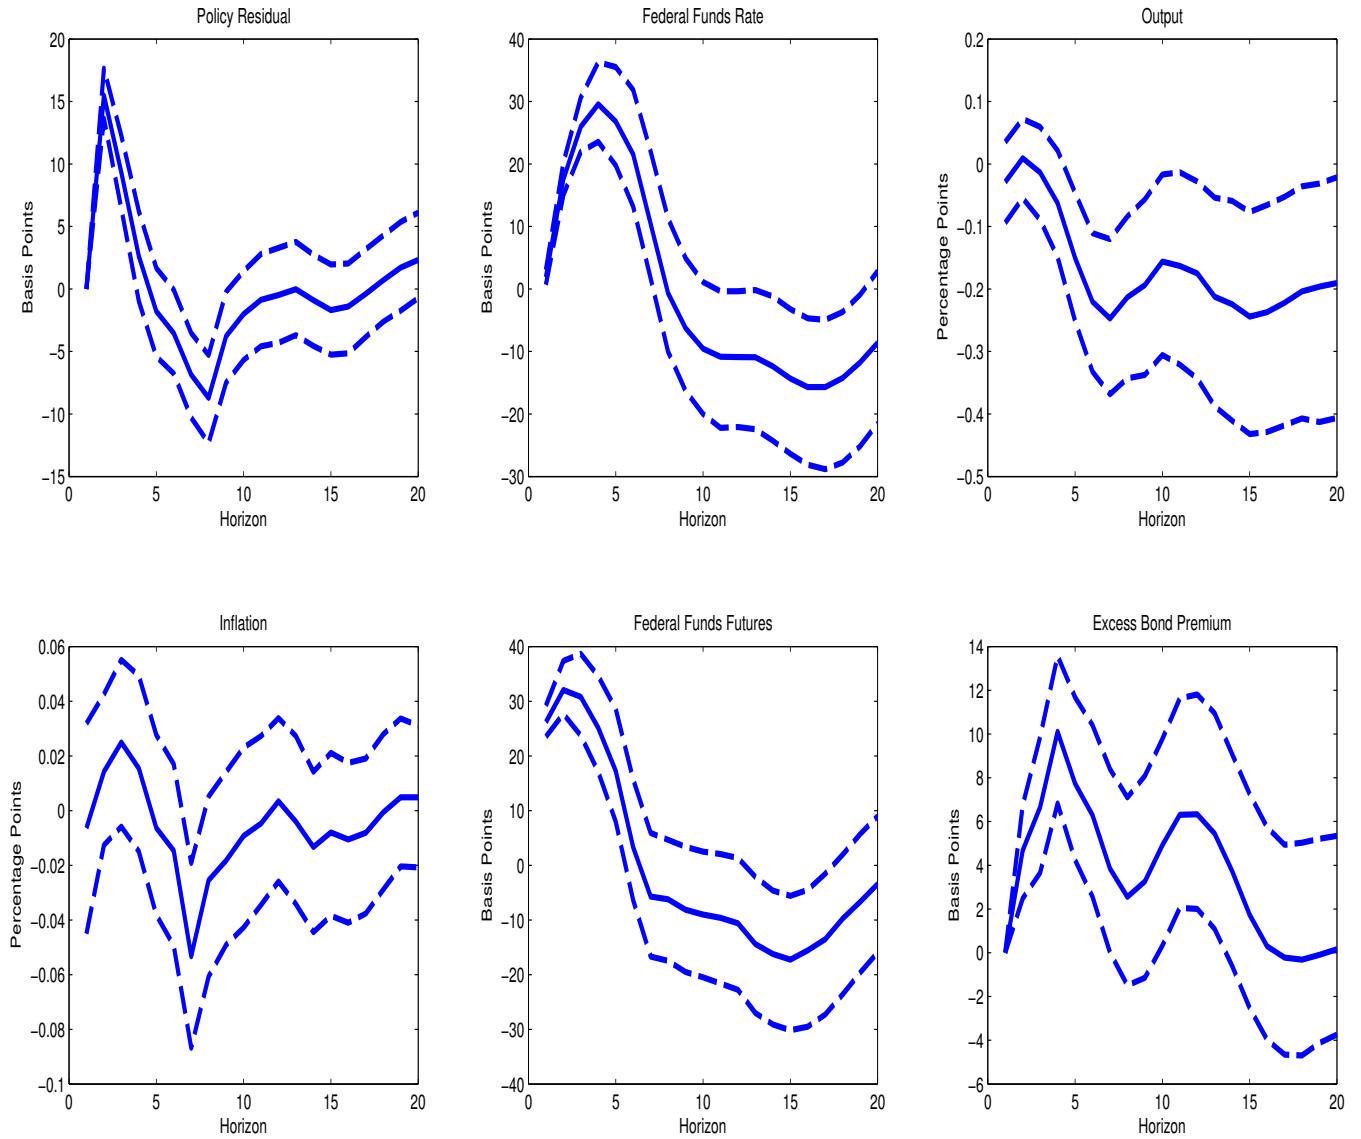 Policy Residual
20
15
10
5
0
−5
−10
−15
Basis Points
0 5 10 15 20
Horizon
Federal Funds Rate
40
30
20
10
0
−10
−20
−30
Basis Points
0 5 10 15 20
Horizon
Output
0.2
0.1
0
−0.1
−0.2
−0.3
−0.4
−0.5
Percentage Points
0 5 10 15 20
Horizon
Inflation
0.06
0.04
0.02
0
−0.02
−0.04
−0.06
−0.08
−0.1
Percentage Points
0 5 10 15 20
Horizon
Federal Funds Futures
40
30
20
10
0
−10
−20
−30
−40
Basis Points
0 5 10 15 20
Horizon
Excess Bond Premium
14
12
10
8
6
4
2
0
−2
−4
−6
Basis Points
0 5 10 15 20
Horizon